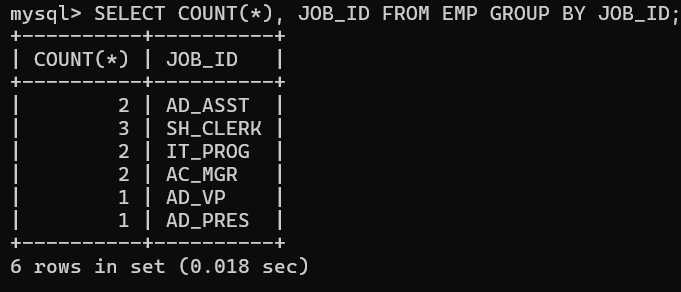 mysql> SELECT COUNT(*), JOB_ID FROM EMP GROUP BY JOB_ID;
+----------+----------+
| COUNT(*) | JOB_ID   |
+----------+----------+
|        2 | AD_ASST  |
|        3 | SH_CLERK |
|        2 | IT_PROG  |
|        2 | AC_MGR   |
|        1 | AD_VP    |
|        1 | AD_PRES  |
+----------+----------+
6 rows in set (0.018 sec)